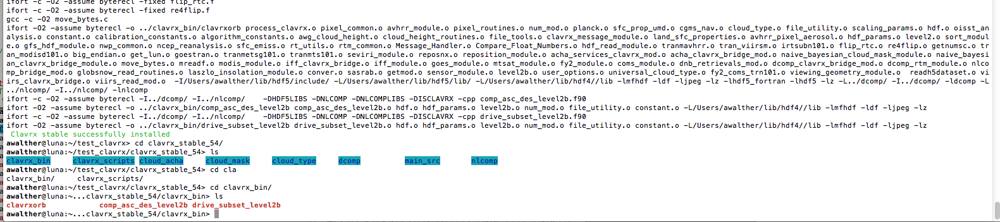 ifort -c -O2 -assume byterecl -fixed flip_rtc.f
ifort -c -O2 -assume byterecl -fixed re4flip.f
gcc -c -O2 move_bytes.c
ifort -O2 -assume byterecl -o ../clavrx_bin/clavrxorb process_clavrx.o pixel_common.o avhrr_module.o pixel_routines.o num_mod.o planck.o sfc_prop_umd.o cgms_nav.o cloud_type.o file_utility.o scaling_params.o hdf.o oisst_an
alysis.o constant.o calibration_constants.o algorithm_constants.o awg_cloud_height.o cloud_height_routines.o file_tools.o clavrx_message_module.o land_sfc_properties.o avhrr_pixel_aerosol.o hdf_params.o level2.o sort_modul
e.o gfs_hdf_module.o nwp_common.o ncep_reanalysis.o sfc_emiss.o rt_utils.o rtm_common.o Message_Handler.o Compare_Float_Numbers.o hdf_read_module.o tranmavhrr.o tran_viirsm.o irtsubn101.o flip_rtc.o re4flip.o getnumsc.o tr
an_modisd101.o big_endian.o get_lun.o goestran.o tranmetsg101.o tranmts101.o seviri_module.o reposnx.o reposition_module.o acha_services_clavrx_mod.o acha_clavrx_bridge_mod.o naive_bayesian_cloud_mask_module.o naive_bayesi
an_clavrx_bridge_module.o move_bytes.o mreadf.o modis_module.o iff_clavrx_bridge.o iff_module.o goes_module.o mtsat_module.o fy2_module.o coms_module.o dnb_retrievals_mod.o dcomp_clavrx_bridge_mod.o dcomp_rtm_module.o nlco
mp_bridge_mod.o globsnow_read_routines.o laszlo_insolation_module.o conver.o sasrab.o getmod.o sensor_module.o level2b.o user_options.o universal_cloud_type.o fy2_coms_trn101.o viewing_geometry_module.o  readh5dataset.o vi
irs_clavrx_bridge.o viirs_read_mod.o  -I/Users/awalther/lib/hdf5/include/ -L/Users/awalther/lib/hdf5/lib/ -L/Users/awalther/lib/hdf4//lib -lmfhdf -ldf -ljpeg -lz -lhdf5_fortran -lhdf5 -lz -L../dcomp/ -I../dcomp/ -ldcomp -L
../nlcomp/ -I../nlcomp/ -lnlcomp
ifort -c -O2 -assume byterecl -I../dcomp/ -I../nlcomp/    -DHDF5LIBS -DNLCOMP -DNLCOMPLIBS -DISCLAVRX -cpp comp_asc_des_level2b.f90
ifort -O2 -assume byterecl -o ../clavrx_bin/comp_asc_des_level2b comp_asc_des_level2b.o hdf.o hdf_params.o level2b.o num_mod.o file_utility.o constant.o -L/Users/awalther/lib/hdf4//lib -lmfhdf -ldf -ljpeg -lz
ifort -c -O2 -assume byterecl -I../dcomp/ -I../nlcomp/    -DHDF5LIBS -DNLCOMP -DNLCOMPLIBS -DISCLAVRX -cpp drive_subset_level2b.f90
ifort -O2 -assume byterecl -o ../clavrx_bin/drive_subset_level2b drive_subset_level2b.o hdf.o hdf_params.o level2b.o num_mod.o file_utility.o constant.o -L/Users/awalther/lib/hdf4//lib -lmfhdf -ldf -ljpeg -lz
Clavrx stable successfully installed
awalther@luna:~/test_clavrx> cd clavrx_stable_54/
awalther@luna:~/test_clavrx/clavrx_stable_54> ls
clavrx_bin     clavrx_scripts cloud_acha     cloud_mask     cloud_type     dcomp          main_src       nlcomp
awalther@luna:~/test_clavrx/clavrx_stable_54> cd cla
clavrx_bin/     clavrx_scripts/
awalther@luna:~/test_clavrx/clavrx_stable_54> cd clavrx_bin/
awalther@luna:~...clavrx_stable_54/clavrx_bin> ls
clavrxorb            comp_asc_des_level2b drive_subset_level2b
awalther@luna:~...clavrx_stable_54/clavrx_bin>